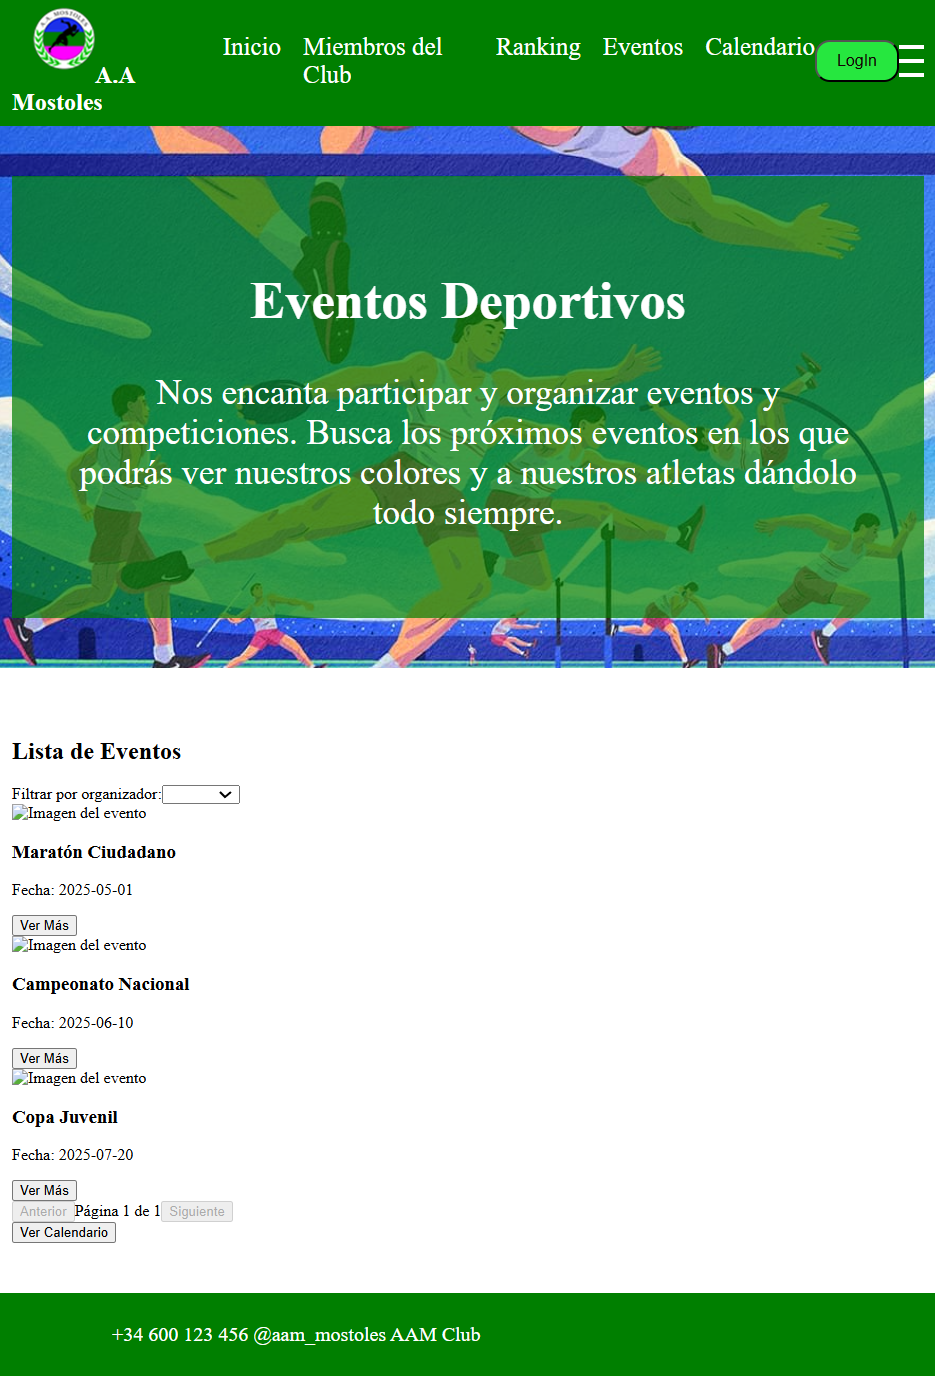 A.A. MOSTOLES
A.A
Mostoles
Inicio
Miembros del
Club
Ranking
Eventos
Calendario
LogIn
Eventos Deportivos
Nos encanta participar y organizar eventos y
competiciones. Busca los próximos eventos en los que
podrás ver nuestros colores y a nuestros atletas dándolo
todo siempre.
Lista de Eventos
Filtrar por organizador:
Imagen del evento
Maratón Ciudadano
Fecha: 2025-05-01
Ver Más
Imagen del evento
Campeonato Nacional
Fecha: 2025-06-10
Ver Más
Imagen del evento
Copa Juvenil
Fecha: 2025-07-20
Ver Más
Anterior Página 1 de 1 Siguiente
Ver Calendario
+34 600 123 456 @aam_mostoles AAM Club